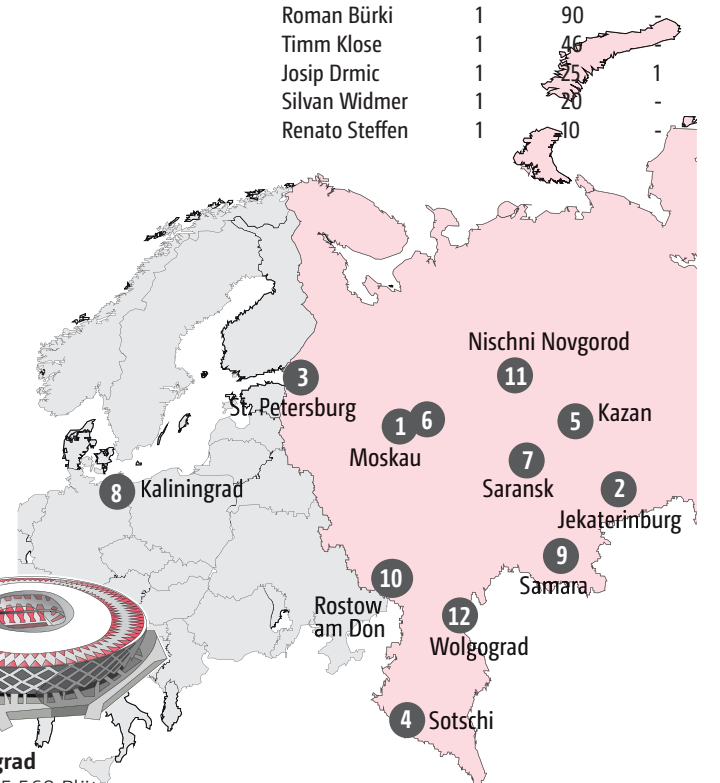 Roman Bürki 1 90 -
Timm Klose 1 46 -
Josip Drmic 1 25 1
Silvan Widmer 1 20 -
Renato Steffen 1 10 -
Nischni Novgorod
11
3
St. Petersburg
5 Kazan
1 6
Moskau
7
Saransk
2
Jekaterinburg
8 Kaliningrad
9
Samara
10
Rostow
am Don
12
Wolgograd
4 Sotschi
grad